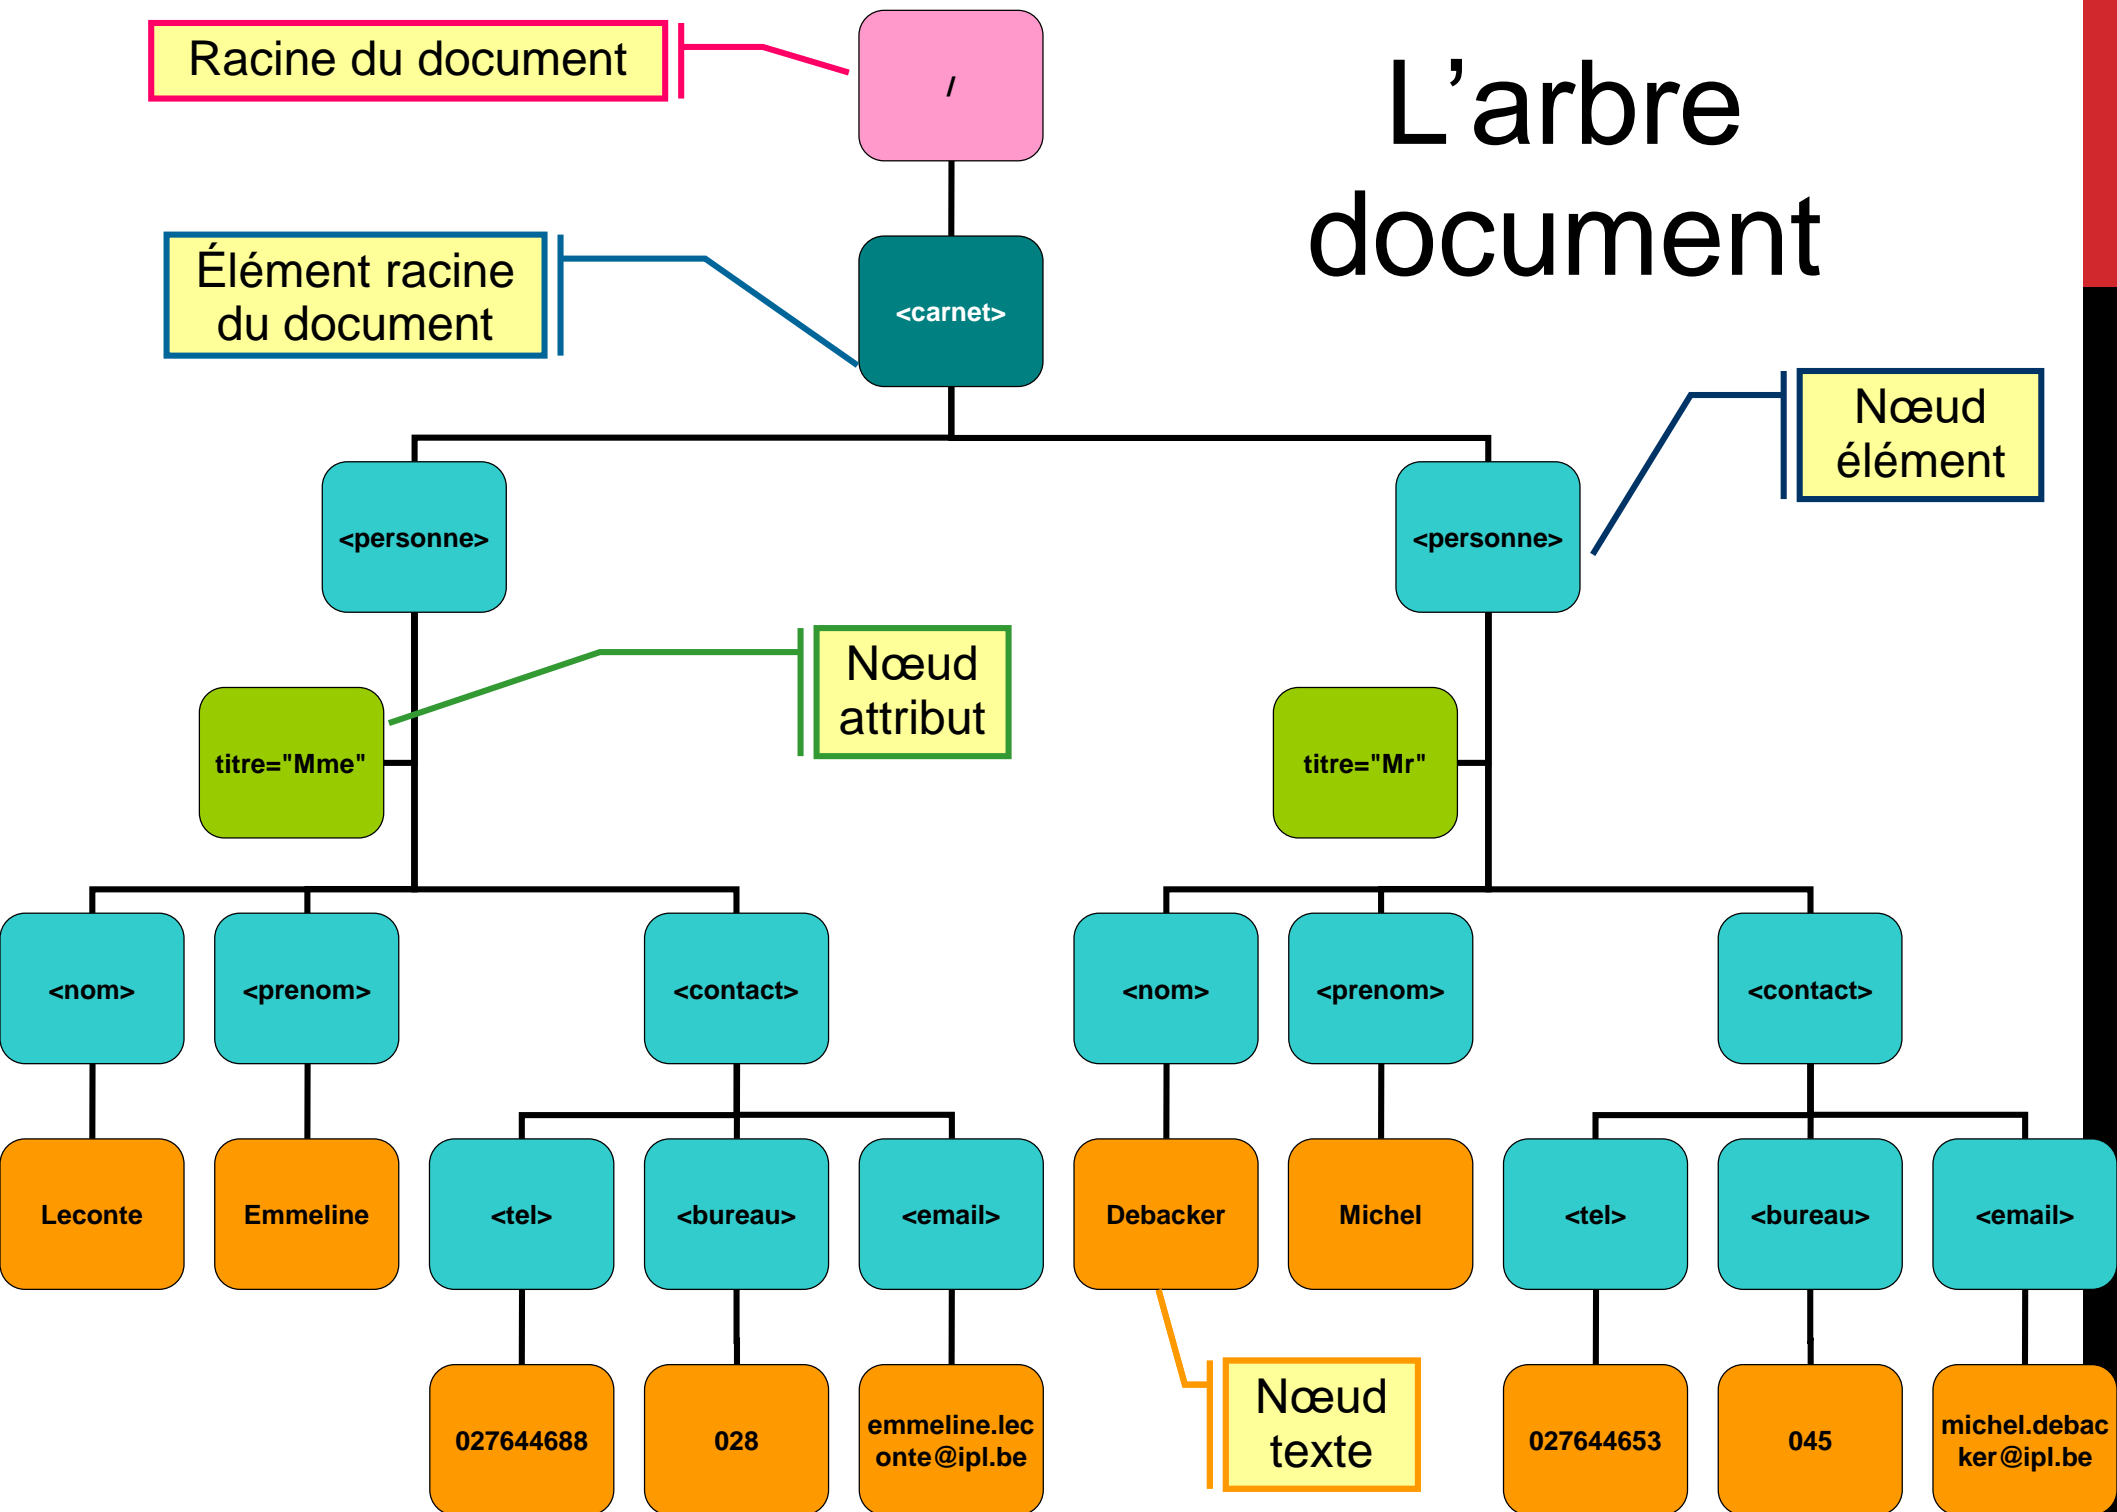 Racine du document
/
L’arbre
document
Élément racine
du document
<carnet>
Nœud
élément
<personne>
<personne>
Nœud
attribut
titre="Mme"
titre="Mr"
<nom>
<prenom>
<contact>
<nom>
<prenom>
<contact>
Leconte
Emmeline
<tel>
<bureau>
<email>
Debacker
Michel
<tel>
<bureau>
<email>
027644688
028
emmeline.lec
onte@ipl.be
Nœud
texte
027644653
045
michel.debac
ker@ipl.be